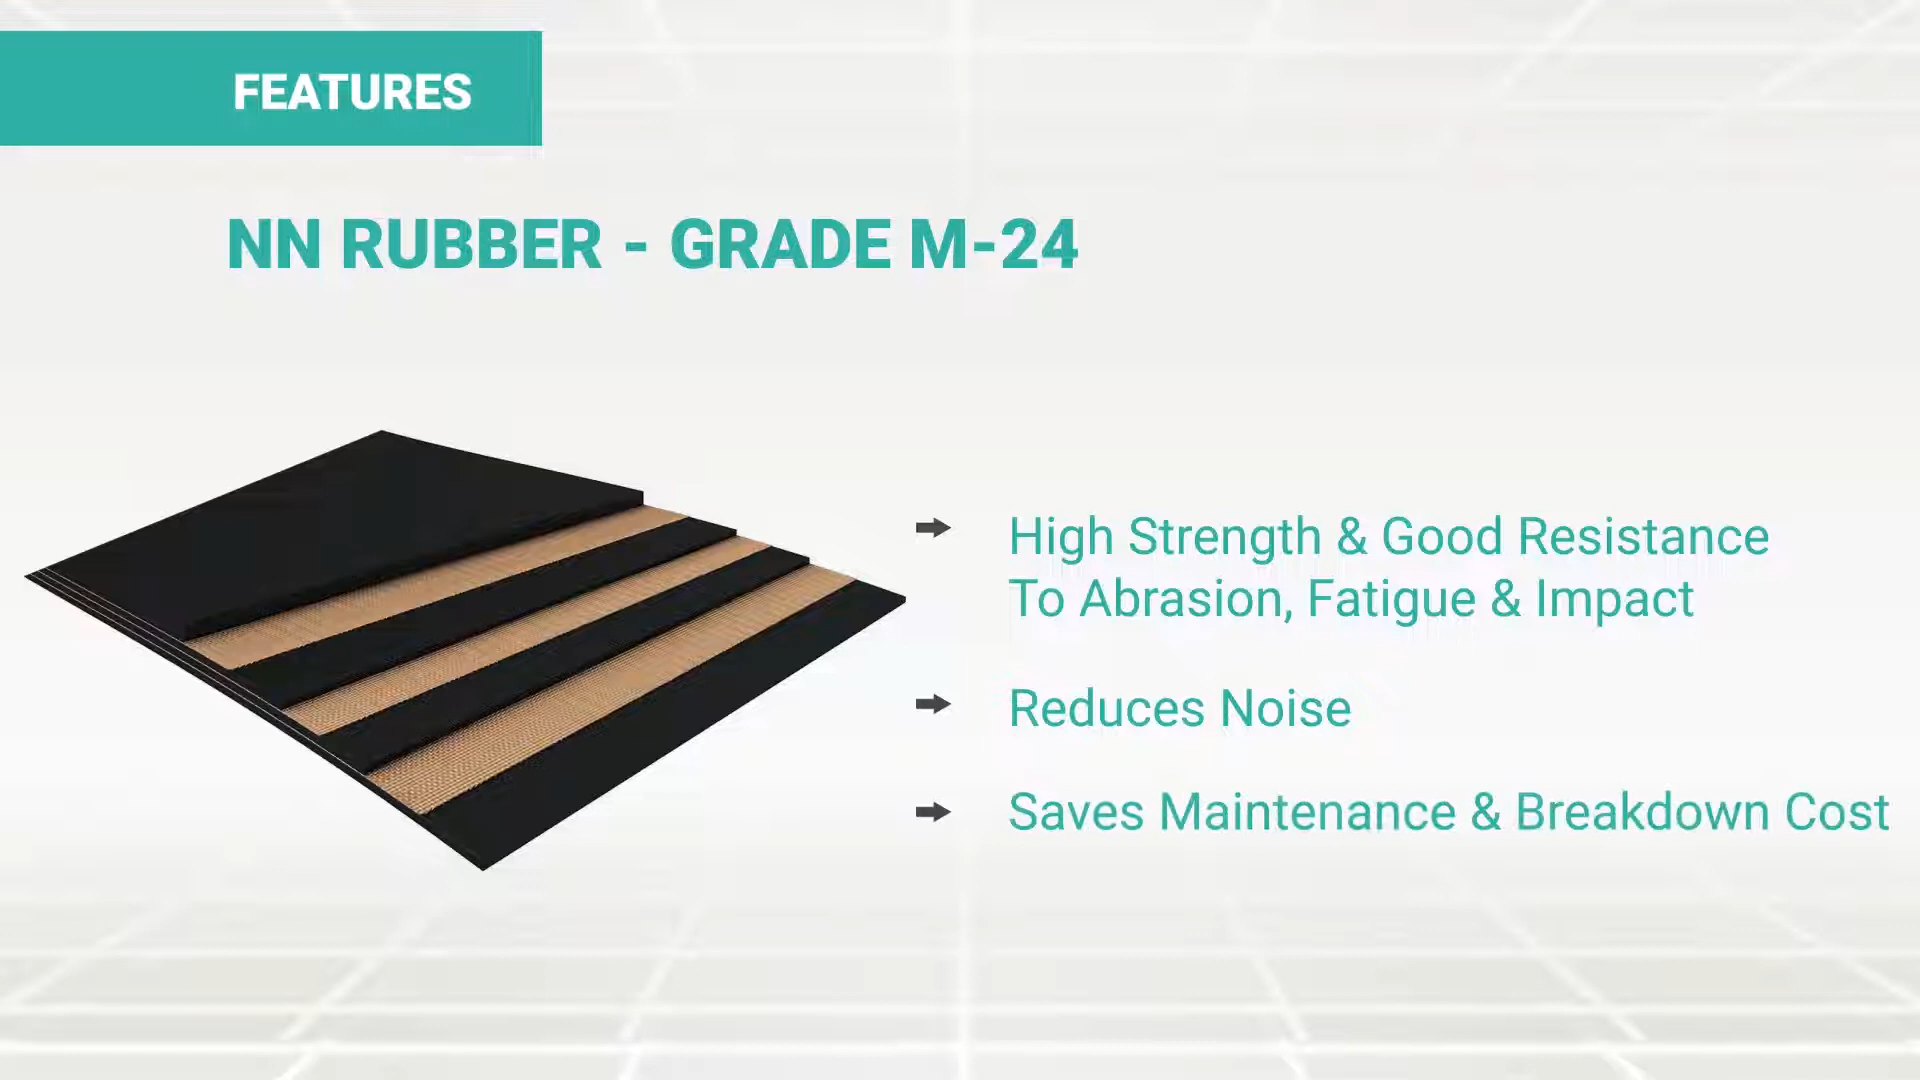 FEATURES
NN RUBBER - GRADE M-24
High Strength & Good Resistance
To Abrasion, Fatigue & Impact
Reduces Noise
Saves Maintenance & Breakdown Cost